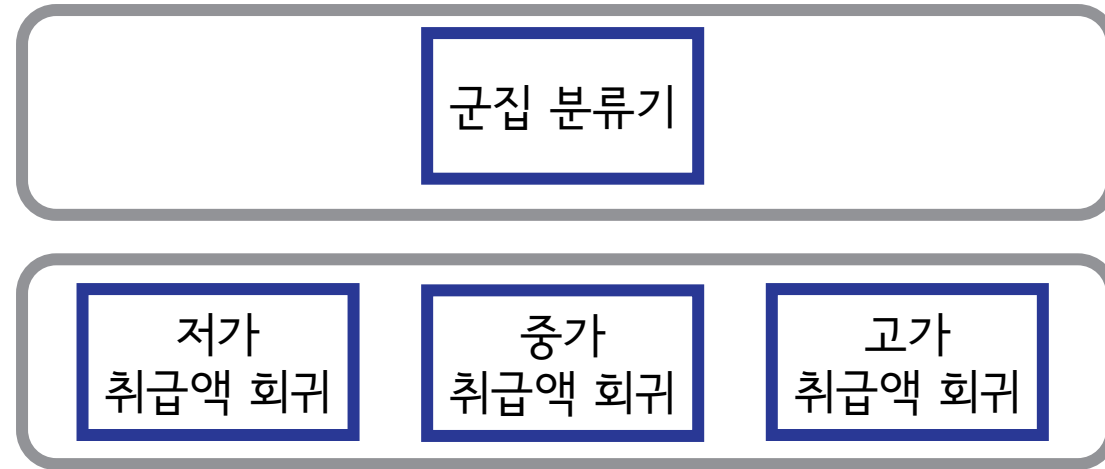 군집 분류기
저가
취급액 회귀
중가
취급액 회귀
고가
취급액 회귀